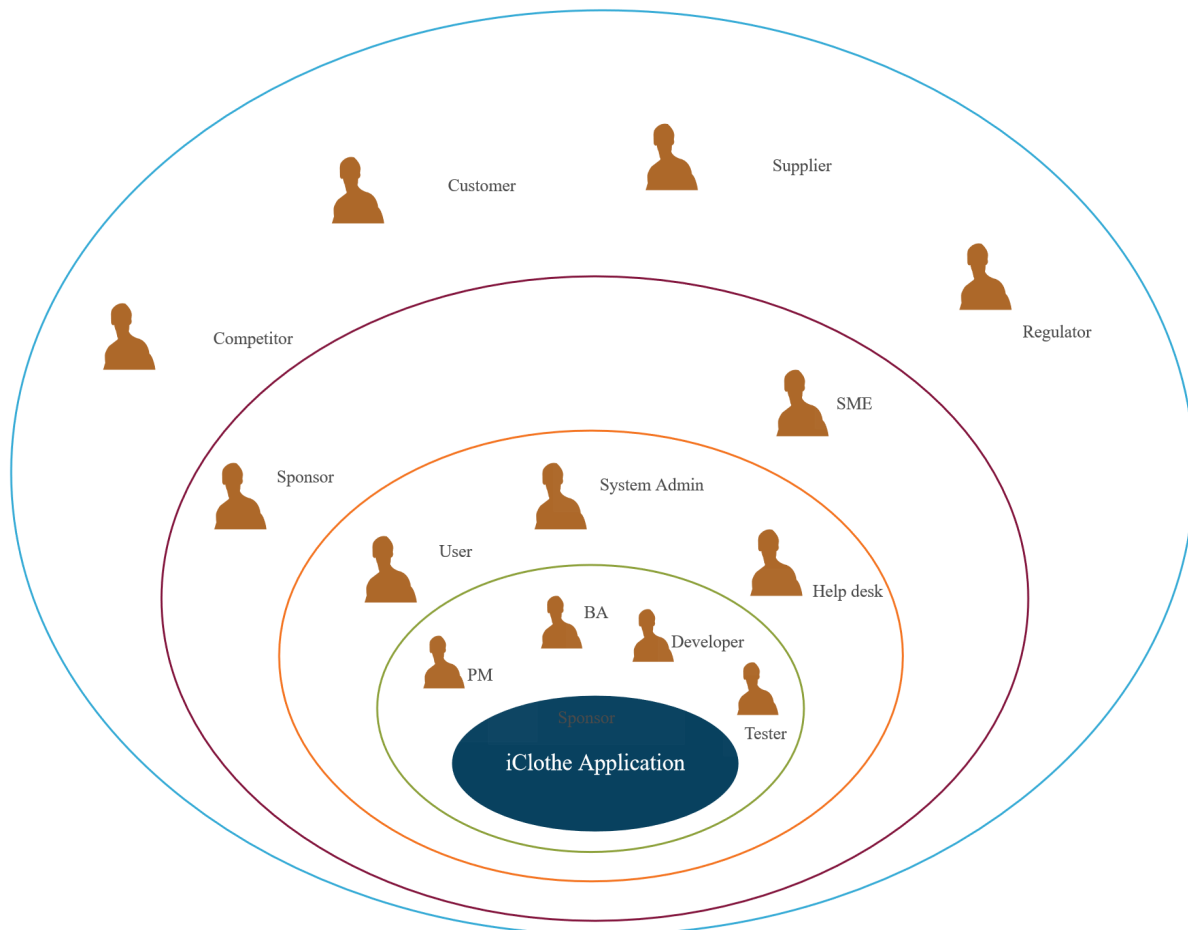 Supplier
Customer
Regulator
Competitor
SME
Sponsor
System Admin
User
Help desk
BA
Developer
PM
Sponsor
Tester
iClothe Application